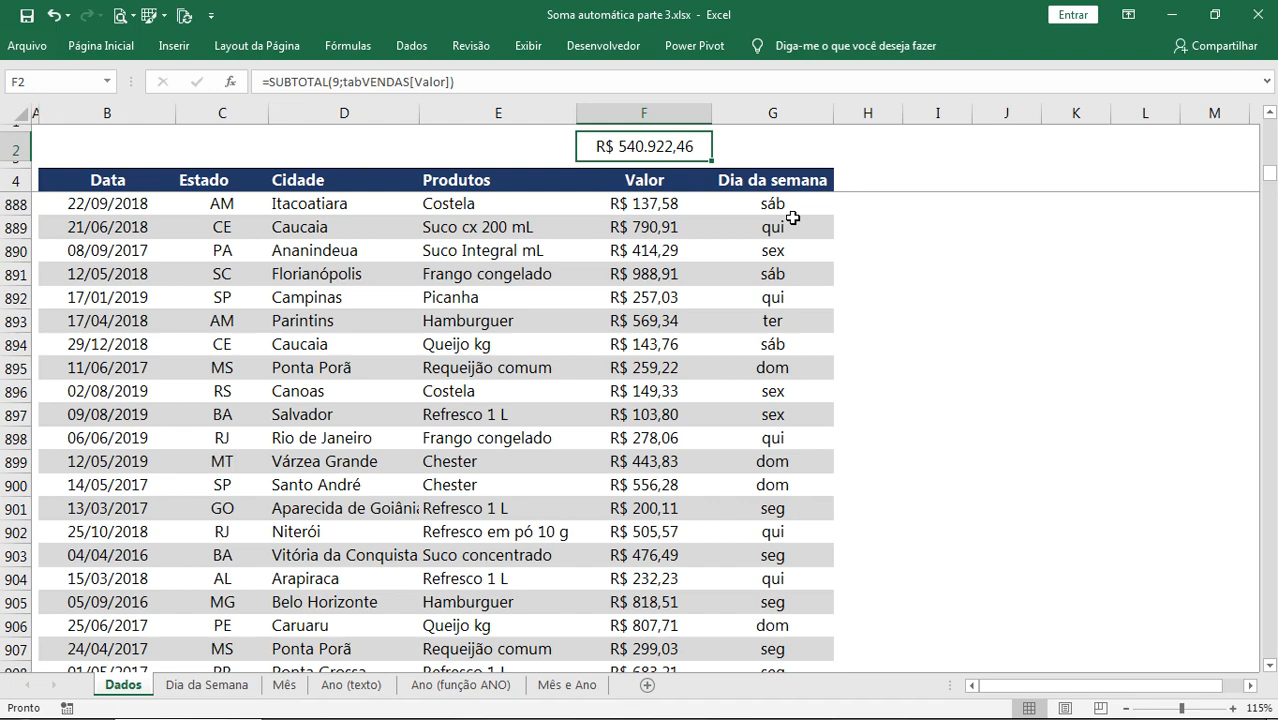 Soma automática parte 3.xlsx - Excel
Entrar
Arquivo Página Inicial Inserir Layout da Página Fórmulas Dados Revisão Exibir Desenvolvedor Power Pivot Diga-me o que você deseja fazer Compartilhar
F2 fx =SUBTOTAL(9;tabVENDAS[Valor])
A B C D E F G H I J K L M
2 R$ 540.922,46
4 Data Estado Cidade Produtos Valor Dia da semana
888 22/09/2018 AM Itacoatiara Costela R$ 137,58 sáb
889 21/06/2018 CE Caucaia Suco cx 200 mL R$ 790,91 qui
890 08/09/2017 PA Ananindeua Suco Integral mL R$ 414,29 sex
891 12/05/2018 SC Florianópolis Frango congelado R$ 988,91 sáb
892 17/01/2019 SP Campinas Picanha R$ 257,03 qui
893 17/04/2018 AM Parintins Hamburguer R$ 569,34 ter
894 29/12/2018 CE Caucaia Queijo kg R$ 143,76 sáb
895 11/06/2017 MS Ponta Porã Requeijão comum R$ 259,22 dom
896 02/08/2019 RS Canoas Costela R$ 149,33 sex
897 09/08/2019 BA Salvador Refresco 1 L R$ 103,80 sex
898 06/06/2019 RJ Rio de Janeiro Frango congelado R$ 278,06 qui
899 12/05/2019 MT Várzea Grande Chester R$ 443,83 dom
900 14/05/2017 SP Santo André Chester R$ 556,28 dom
901 13/03/2017 GO Aparecida de Goiâni Refresco 1 L R$ 200,11 seg
902 25/10/2018 RJ Niterói Refresco em pó 10 g R$ 505,57 qui
903 04/04/2016 BA Vitória da Conquista Suco concentrado R$ 476,49 seg
904 15/03/2018 AL Arapiraca Refresco 1 L R$ 232,23 qui
905 05/09/2016 MG Belo Horizonte Hamburguer R$ 818,51 seg
906 25/06/2017 PE Caruaru Queijo kg R$ 807,71 dom
907 24/04/2017 MS Ponta Porã Requeijão comum R$ 299,03 seg
908 01/05/2017 PR Ponta Grossa Refresco 1 L R$ 683,21 seg
Dados Dia da Semana Mês Ano (texto) Ano (função ANO) Mês e Ano
Pronto 115%